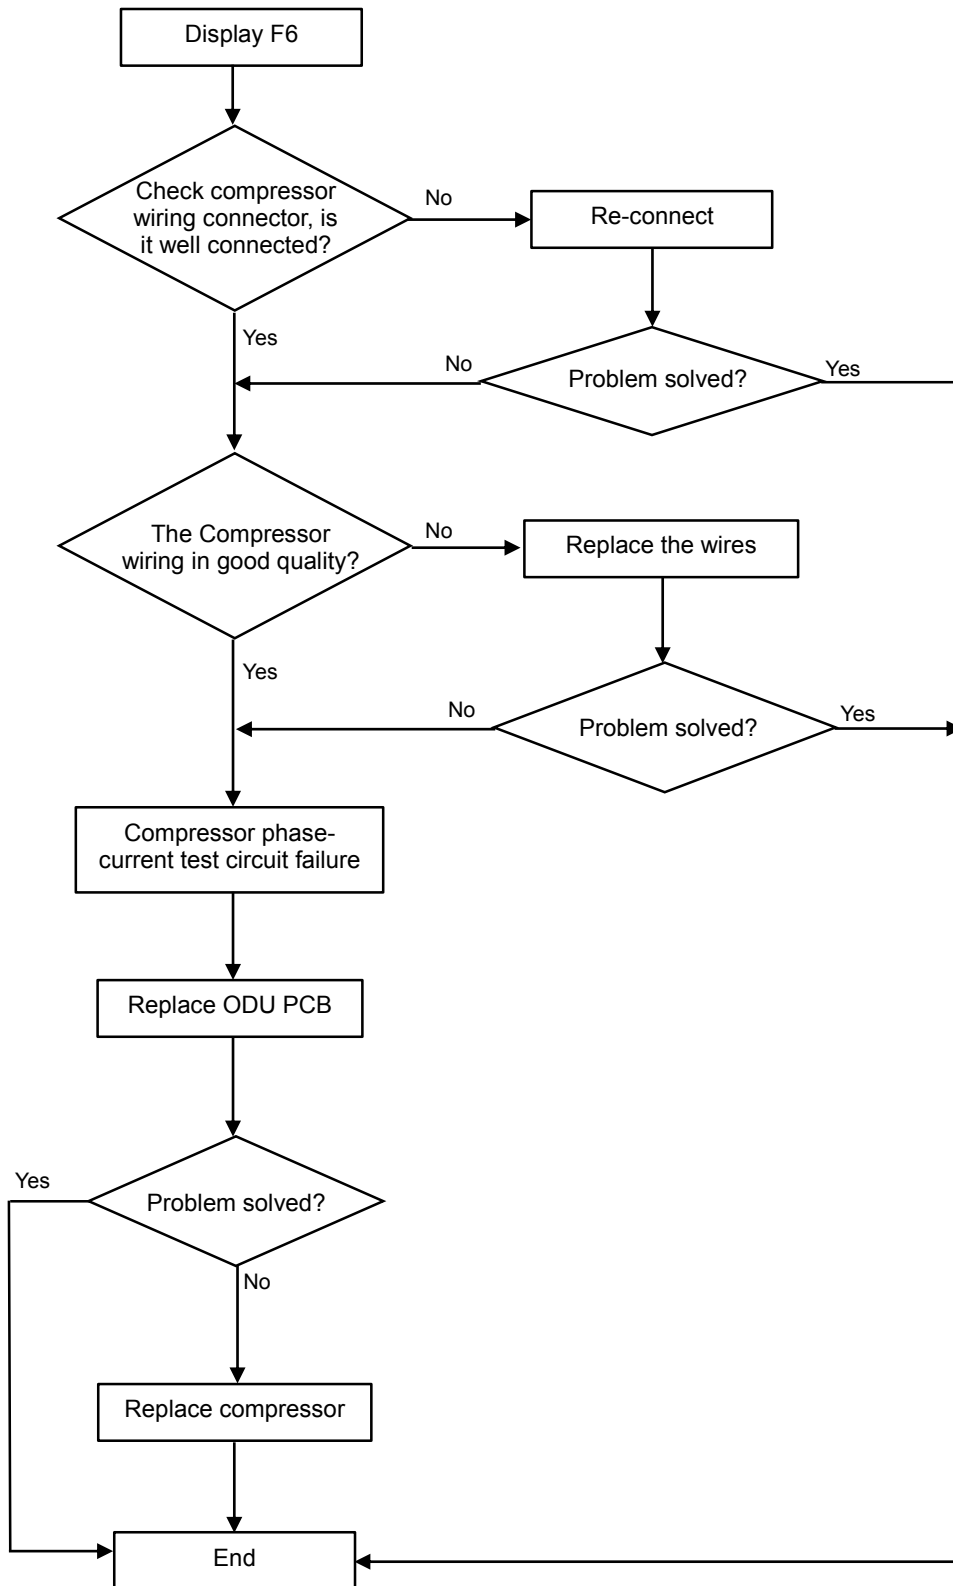 Display F6
Check compressor
wiring connector, is
it well connected?
No
Re-connect
Yes
No
Problem solved?
Yes
The Compressor
wiring in good quality?
No
Replace the wires
Yes
No
Problem solved?
Yes
Compressor phase-
current test circuit failure
Replace ODU PCB
Yes
Problem solved?
No
Replace compressor
End